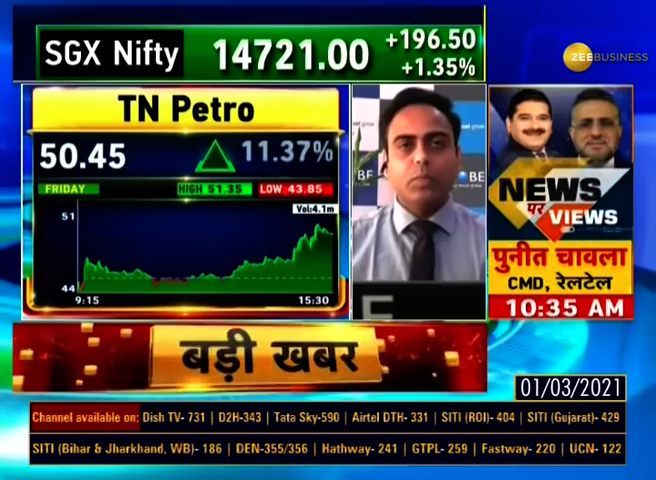 SGX Nifty 14721.00 +196.50
+1.35%
ZEEBUSINESS
TN Petro
50.45 11.37%
FRIDAY HIGH 51.35 LOW 43.85
Vol:4.1m
51
44
9:15 15:30
BE
BE
E
NEWS
पर
VIEWS
पुनीत चावला
CMD, रेलटेल
10:35 AM
बड़ी खबर
01/03/2021
Channel available on: Dish TV- 731 | D2H-343 | Tata Sky-590 | Airtel DTH- 331 | SITI (ROI)- 404 | SITI (Gujarat)- 429
SITI (Bihar & Jharkhand, WB)- 186 | DEN-355/356 | Hathway- 241 | GTPL- 259 | Fastway- 220 | UCN- 122